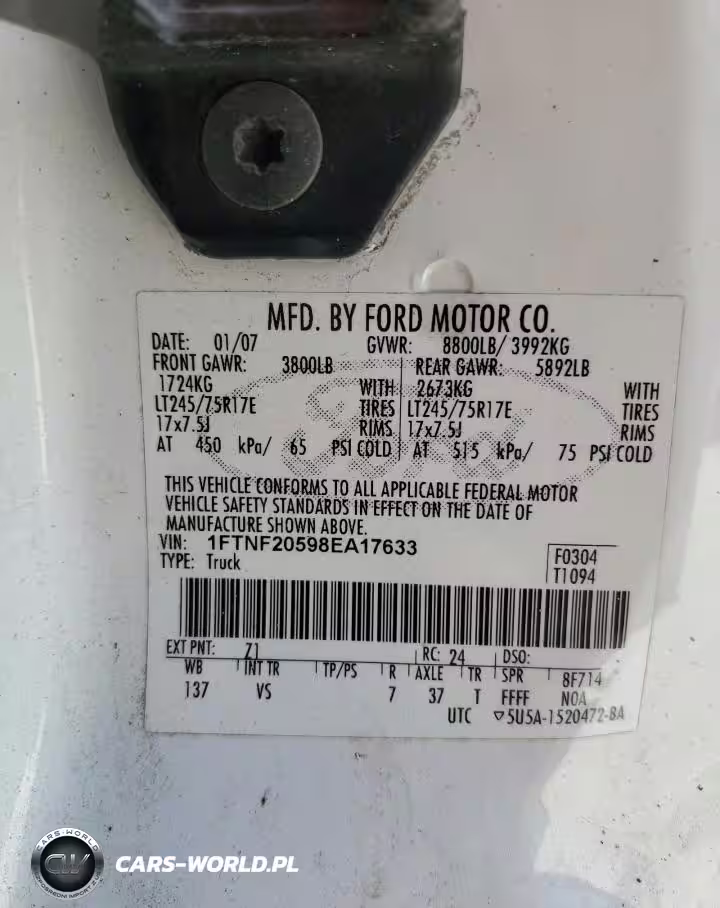 MFD. BY FORD MOTOR CO.
DATE: 01/07 GVWR: 8800LB/ 3992KG
FRONT GAWR: 3800LB REAR GAWR: 5892LB
1724KG WITH 2673KG WITH
LT245/75R17E TIRES LT245/75R17E TIRES
17x7.5J RIMS 17x7.5J RIMS
AT 450 kPa/ 65 PSI COLD AT 515 kPa/ 75 PSI COLD
THIS VEHICLE CONFORMS TO ALL APPLICABLE FEDERAL MOTOR
VEHICLE SAFETY STANDARDS IN EFFECT ON THE DATE OF
MANUFACTURE SHOWN ABOVE.
VIN: 1FTNF20598EA17633
TYPE: Truck
F0304
T1094
EXT PNT: Z1 RC: 24 DSO:
WB INT TR TP/PS R AXLE TR SPR 8F714
137 VS 7 37 T FFFF NOA
UTC ▽5U5A-1520472-BA
CARS-WORLD
CW
CARS-WORLD.PL